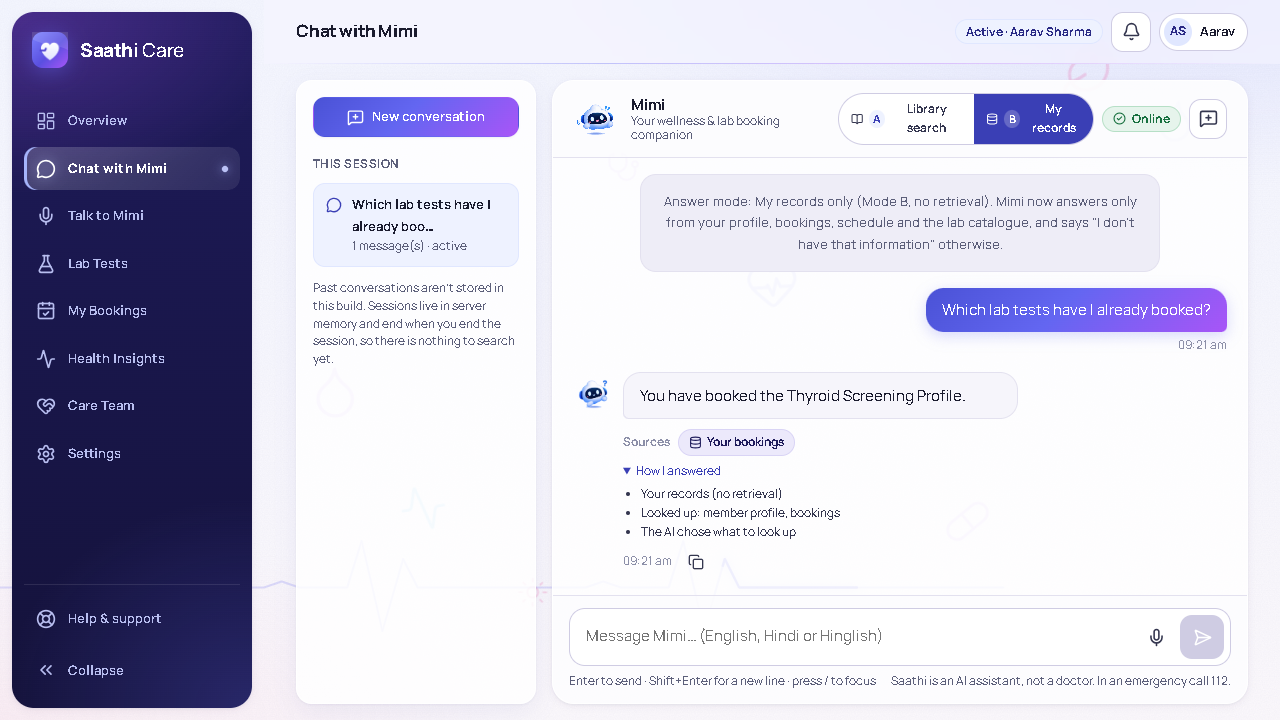 Saathi Care
Overview
Chat with Mimi
Talk to Mimi
Lab Tests
My Bookings
Health Insights
Care Team
Settings
Help & support
Collapse
Chat with Mimi
Active · Aarav Sharma
AS Aarav
New conversation
THIS SESSION
Which lab tests have I
already boo...
1 message(s) · active
Past conversations aren't stored in
this build. Sessions live in server
memory and end when you end the
session, so there is nothing to search
yet.
Mimi
Your wellness & lab booking
companion
A Library
search
B My
records
Online
Answer mode: My records only (Mode B, no retrieval). Mimi now answers only
from your profile, bookings, schedule and the lab catalogue, and says "I don't
have that information" otherwise.
Which lab tests have I already booked?
09:21 am
You have booked the Thyroid Screening Profile.
Sources Your bookings
▼ How I answered
• Your records (no retrieval)
• Looked up: member profile, bookings
• The AI chose what to look up
09:21 am
Message Mimi... (English, Hindi or Hinglish)
Enter to send · Shift+Enter for a new line · press / to focus
Saathi is an AI assistant, not a doctor. In an emergency call 112.